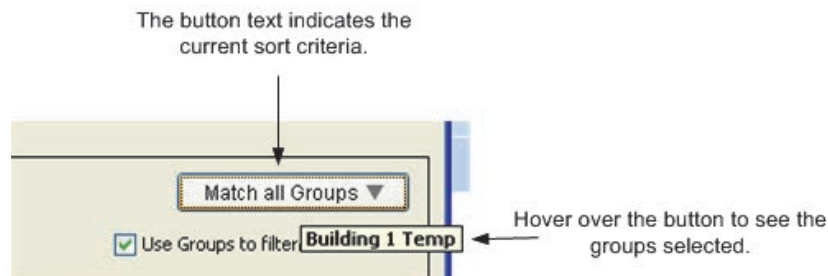 The button text indicates the
current sort criteria.
Match all Groups ▼
Use Groups to filter
Building 1 Temp
Hover over the button to see the
groups selected.